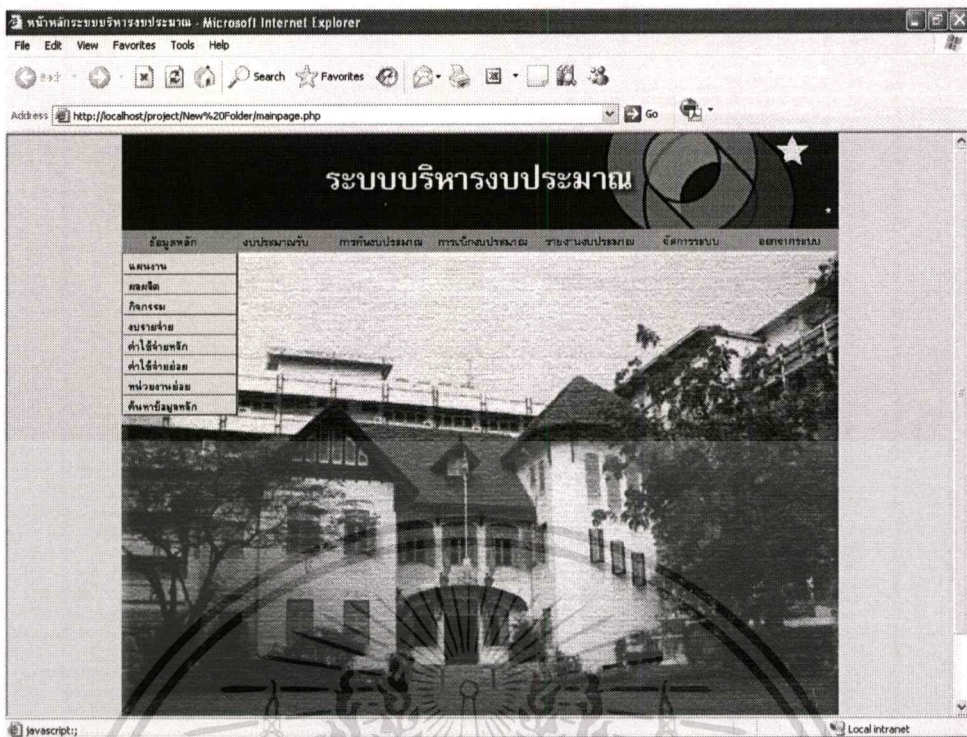 หน้าหลักระบบบริหารงบประมาณ - Microsoft Internet Explorer
File Edit View Favorites Tools Help
Back Search Favorites
Address http://localhost/project/New%20Folder/mainpage.php Go
ระบบบริหารงบประมาณ
ข้อมูลหลัก งบประมาณรับ การกันงบประมาณ การเบิกงบประมาณ รายงานงบประมาณ จัดการระบบ ออกจากระบบ
แผนงาน
ผลผลิต
กิจกรรม
งบรายจ่าย
ค่าใช้จ่ายหลัก
ค่าใช้จ่ายย่อย
หน่วยงานย่อย
ค้นหาข้อมูลหลัก
javascript:; Local intranet